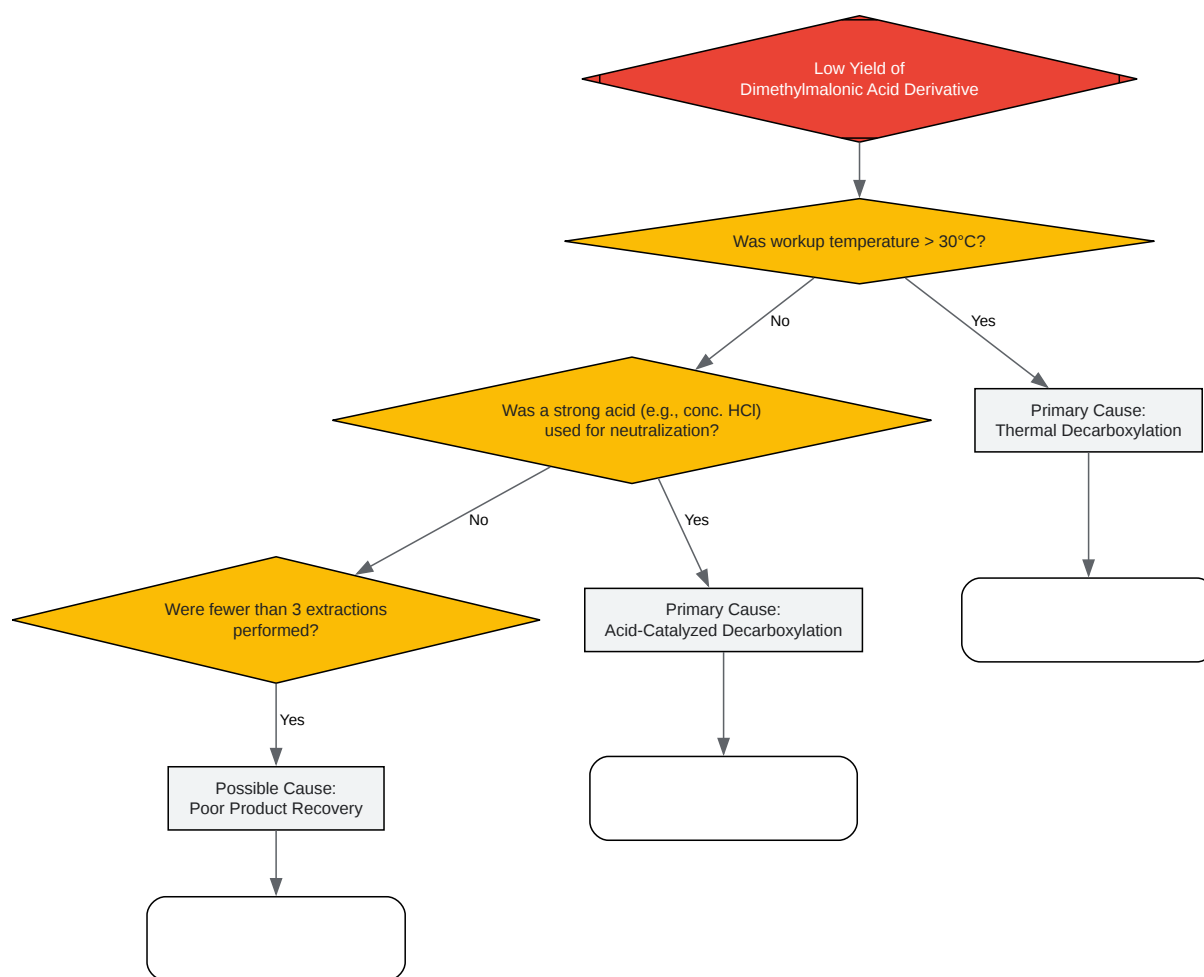 Low Yield of
Dimethylmalonic Acid Derivative
Was workup temperature > 30°C?
No
Yes
Was a strong acid (e.g., conc. HCl)
used for neutralization?
Primary Cause:
Thermal Decarboxylation
No
Yes
Were fewer than 3 extractions
performed?
Primary Cause:
Acid-Catalyzed Decarboxylation
Yes
Possible Cause:
Poor Product Recovery